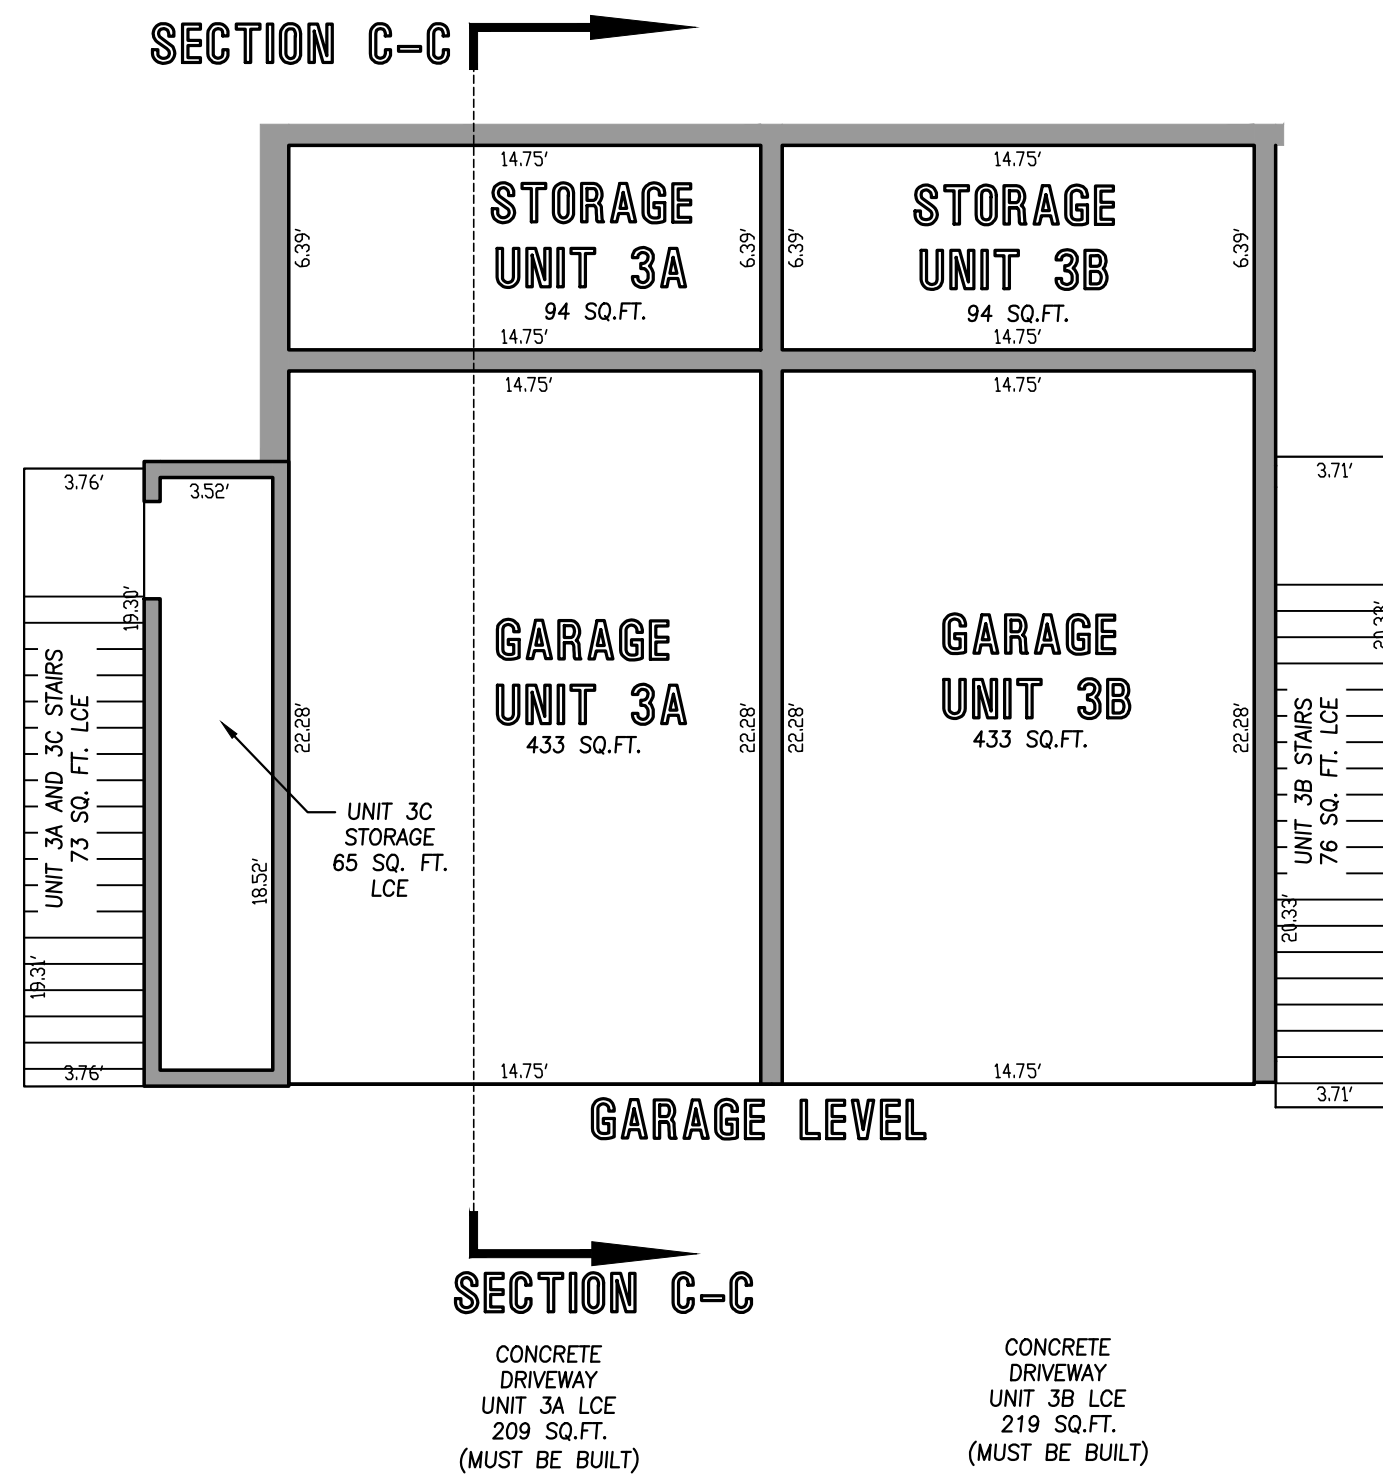 SECTION C-C
14.75'
14.75'
STORAGE
UNIT 3A
94 SQ.FT.
6.39'
6.39'
14.75'
STORAGE
UNIT 3B
94 SQ.FT.
6.39'
6.39'
14.75'
14.75'
14.75'
3.76'
3.52'
3.71'
19.30'
20.33'
GARAGE
UNIT 3A
433 SQ.FT.
GARAGE
UNIT 3B
433 SQ.FT.
22.28'
22.28'
22.28'
22.28'
UNIT 3A AND 3C STAIRS
73 SQ. FT. LCE
UNIT 3C
STORAGE
65 SQ. FT.
LCE
UNIT 3B STAIRS
76 SQ. FT. LCE
18.52'
20.33'
19.31'
3.76'
14.75'
14.75'
3.71'
GARAGE LEVEL
SECTION C-C
CONCRETE
DRIVEWAY
UNIT 3A LCE
209 SQ.FT.
(MUST BE BUILT)
CONCRETE
DRIVEWAY
UNIT 3B LCE
219 SQ.FT.
(MUST BE BUILT)